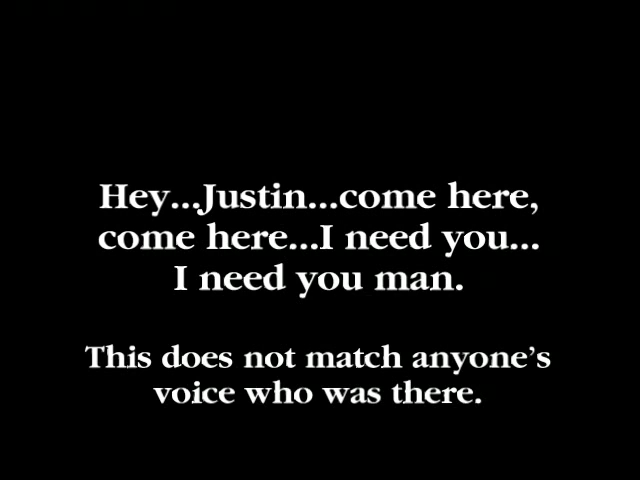 Hey...Justin...come here,
come here...I need you...
I need you man.
This does not match anyone’s
voice who was there.